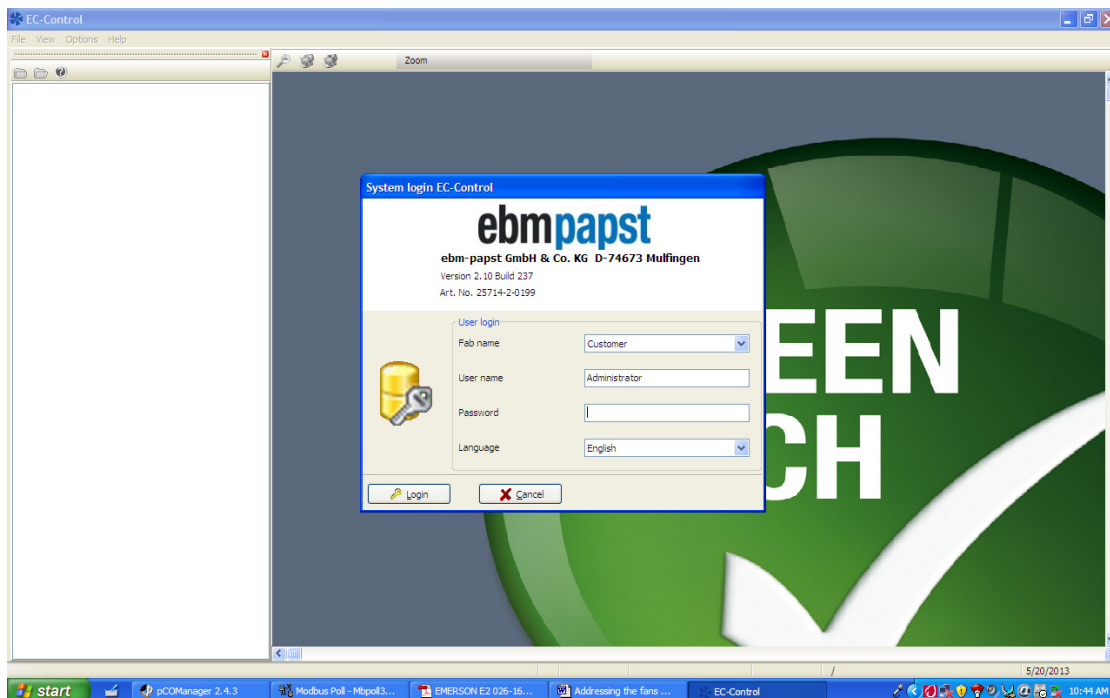 EC-Control
File View Options Help
Zoom
System login EC-Control
ebmpapst
ebm-papst GmbH & Co. KG D-74673 Mulfingen
Version 2.10 Build 237
Art. No. 25714-2-0199
User login
Fab name Customer
User name Administrator
Password
Language English
Login Cancel
EEN
CH
/ 5/20/2013
start pCOManager 2.4.3 Modbus Poll - Mbpoll3... EMERSON E2 026-16... Addressing the fans ... EC-Control 10:44 AM